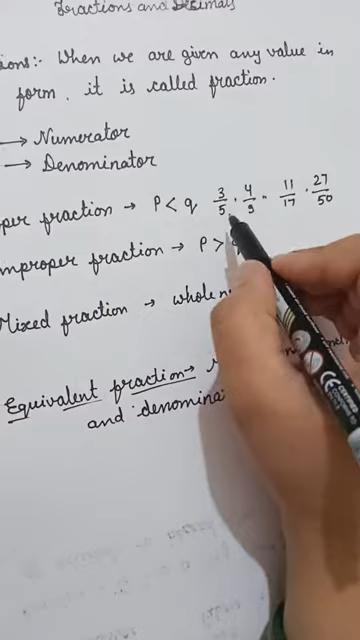 Fractions and Decimals
ions:- When we are given any value in
form, it is called fraction.
→ Numerator
→ Denominator
per fraction → P < q 3/5 , 4/9 , 11/17 , 27/50
mproper fraction → P >
Mixed fraction → whole n
Equivalent fraction →
and denomina